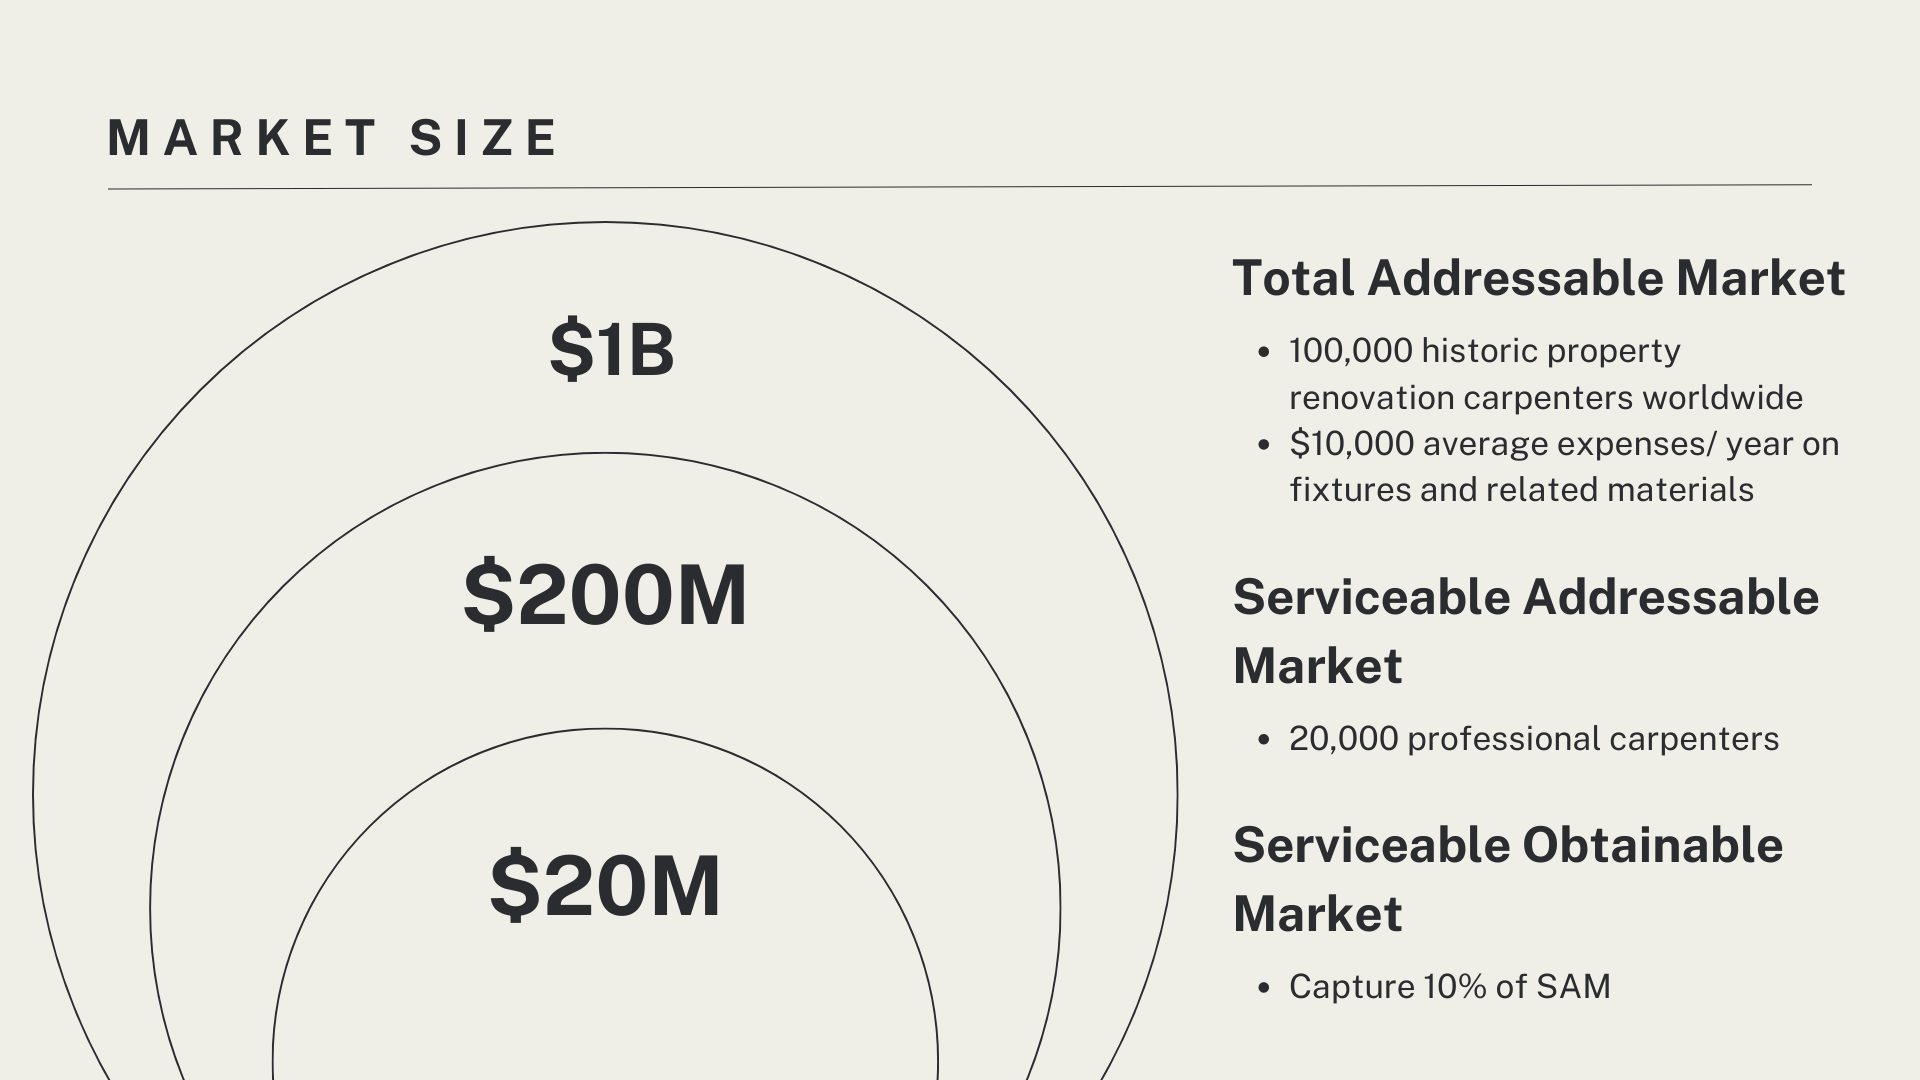 MARKET SIZE
$1B
$200M
$20M
Total Addressable Market
• 100,000 historic property
renovation carpenters worldwide
• $10,000 average expenses/ year on
fixtures and related materials
Serviceable Addressable
Market
• 20,000 professional carpenters
Serviceable Obtainable
Market
• Capture 10% of SAM